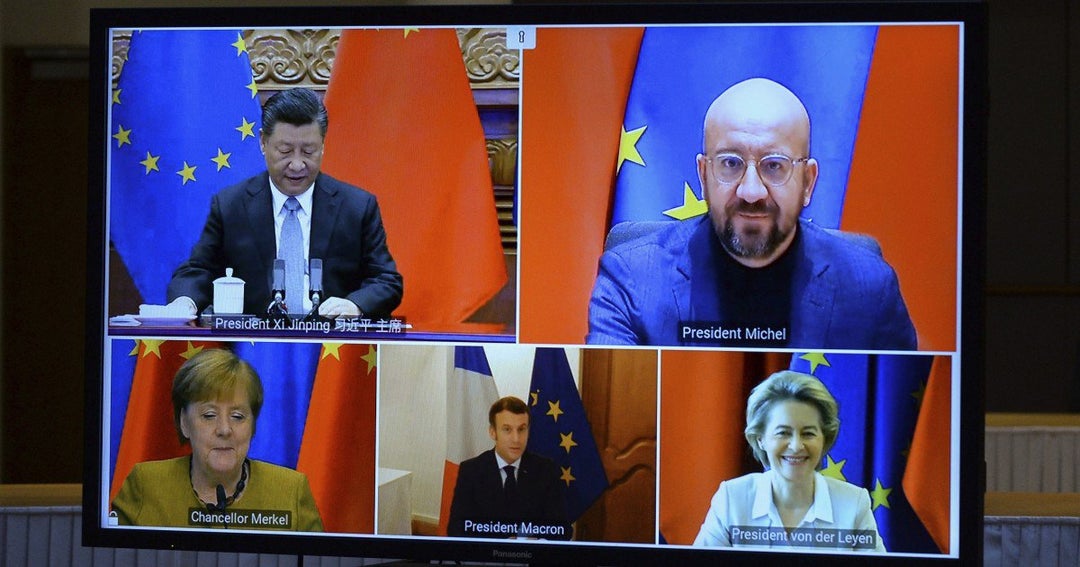 President Xi Jinping 习近平 主席
President Michel
Chancellor Merkel
President Macron
President von der Leyen
Panasonic